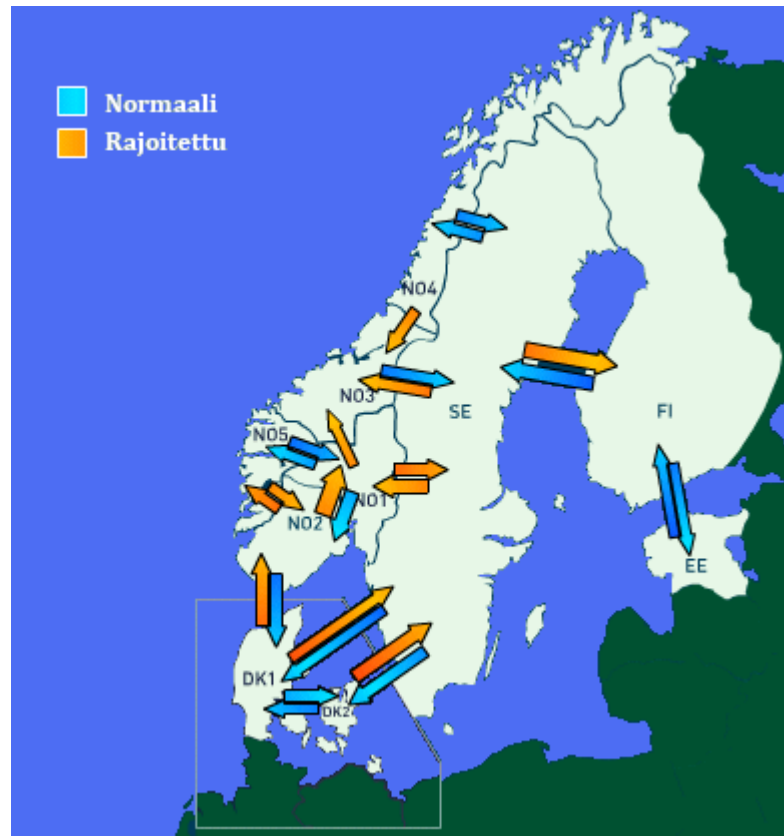 Normaali
Rajoitettu
NO4
NO3
SE
FI
NO5
NO1
NO2
EE
DK1
DK2